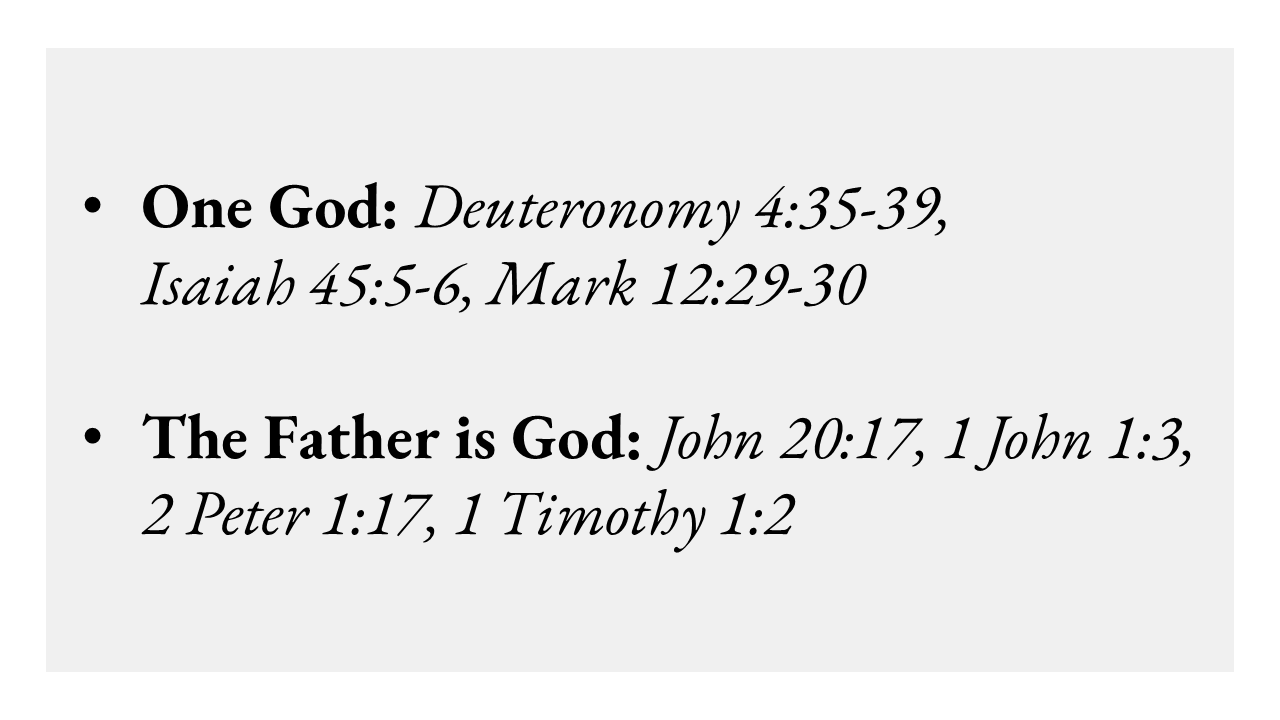 • One God: Deuteronomy 4:35-39,
Isaiah 45:5-6, Mark 12:29-30
• The Father is God: John 20:17, 1 John 1:3,
2 Peter 1:17, 1 Timothy 1:2